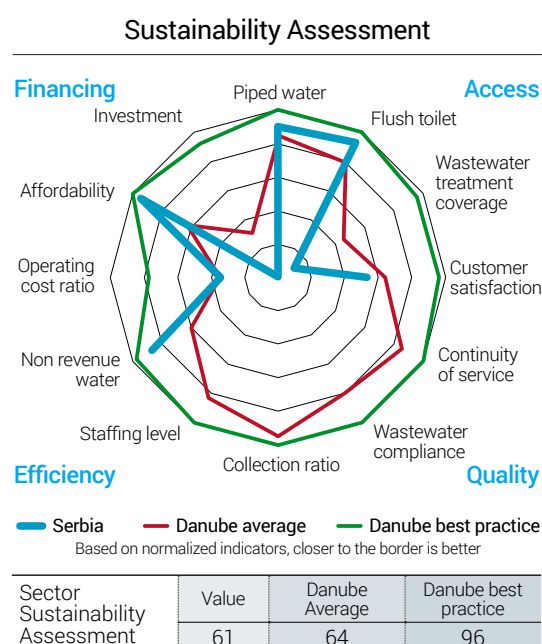 Sustainability Assessment
Financing
Access
Piped water
Investment
Flush toilet
Wastewater
treatment
coverage
Affordability
Operating
cost ratio
Customer
satisfaction
Non revenue
water
Continuity
of service
Staffing level
Wastewater
compliance
Collection ratio
Efficiency
Quality
Serbia
Danube average
Danube best practice
Based on normalized indicators, closer to the border is better
Sector
Sustainability
Assessment
Value
Danube
Average
Danube best
practice
61
64
96